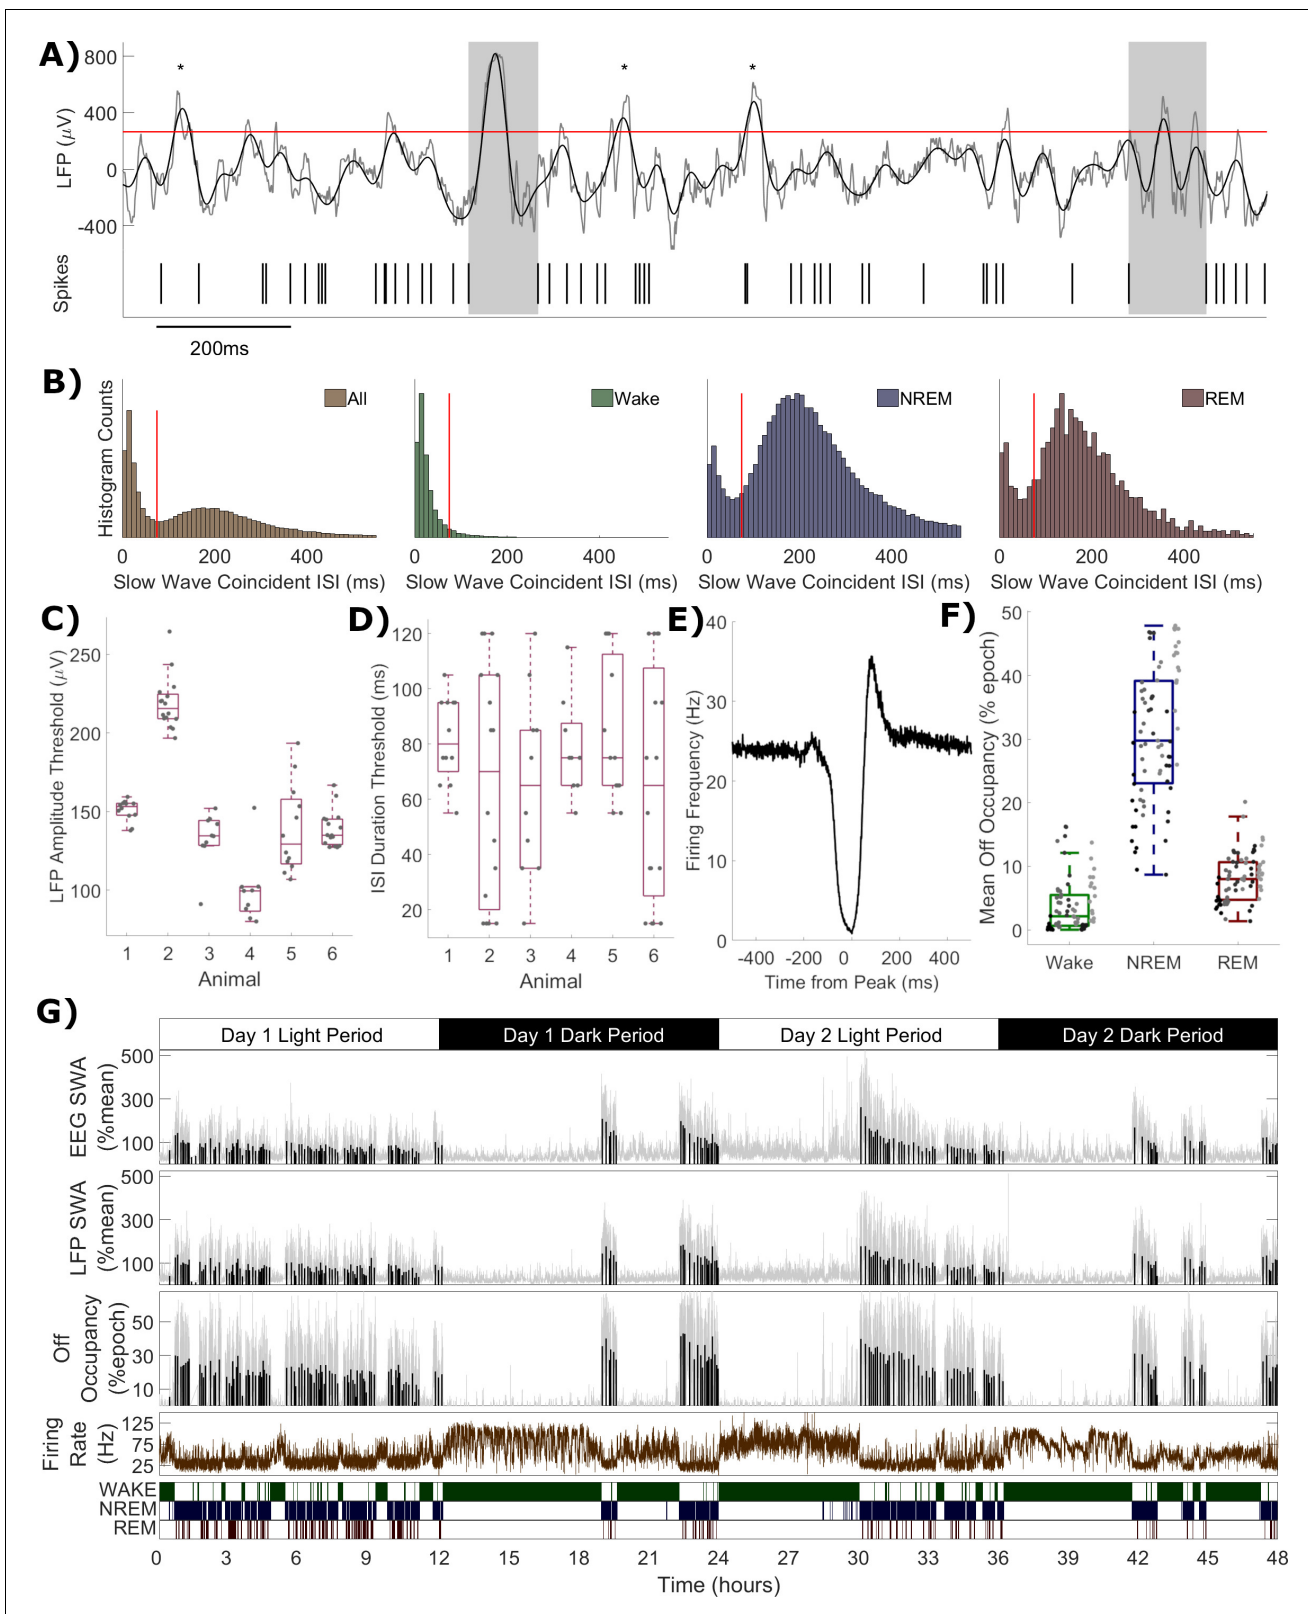 A)
800
400
0
-400
LFP (μV)
Spikes
*
*
*
200ms
B)
Histogram Counts
All
Wake
NREM
REM
0 200 400
0 200 400
0 200 400
0 200 400
Slow Wave Coincident ISI (ms)
Slow Wave Coincident ISI (ms)
Slow Wave Coincident ISI (ms)
Slow Wave Coincident ISI (ms)
C)
LFP Amplitude Threshold (μV)
250
200
150
100
1 2 3 4 5 6
Animal
D)
ISI Duration Threshold (ms)
120
100
80
60
40
20
1 2 3 4 5 6
Animal
E)
Firing Frequency (Hz)
40
30
20
10
0
-400 -200 0 200 400
Time from Peak (ms)
F)
Mean Off Occupancy (% epoch)
50
40
30
20
10
0
Wake NREM REM
G)
Day 1 Light Period Day 1 Dark Period Day 2 Light Period Day 2 Dark Period
EEG SWA
(%mean)
500
300
100
LFP SWA
(%mean)
500
300
100
Off
Occupancy
(%epoch)
50
30
10
Firing
Rate
(Hz)
125
75
25
WAKE
NREM
REM
0 3 6 9 12 15 18 21 24 27 30 33 36 39 42 45 48
Time (hours)